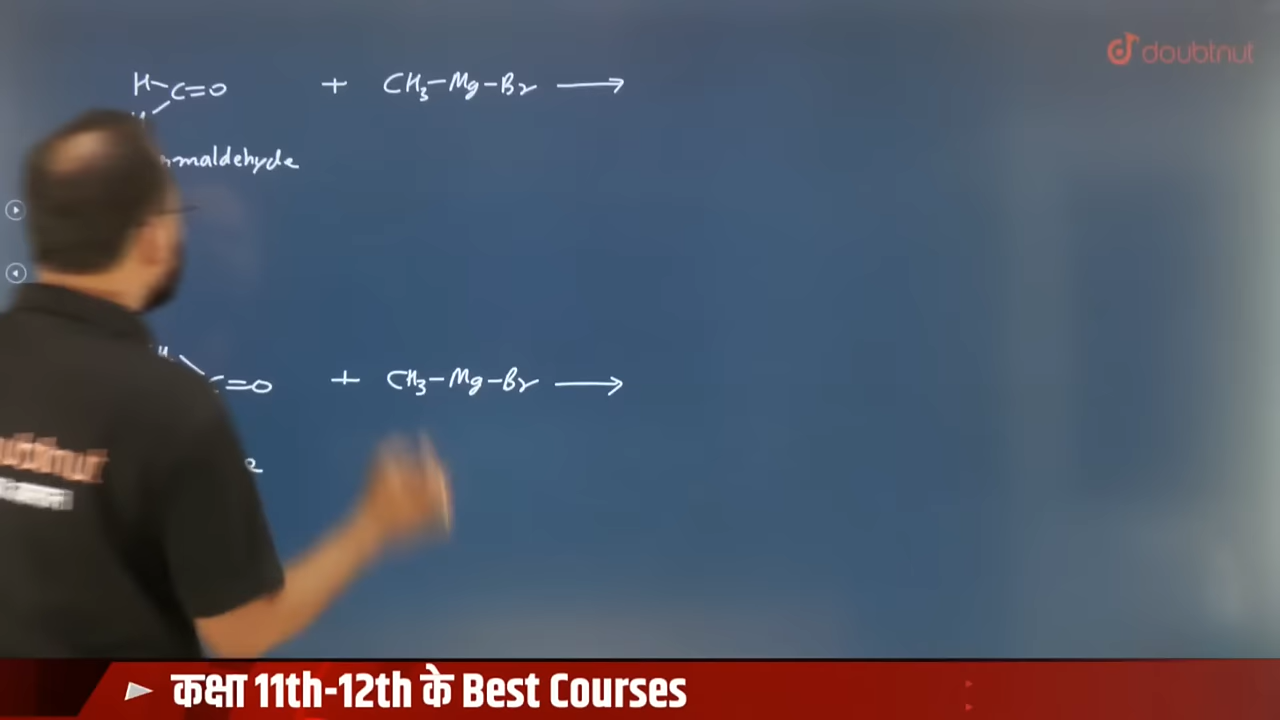 doubtnut
H C=O + CH3-Mg-Br ⟶
maldehyde
C=O + CH3-Mg-Br ⟶
कक्षा 11th-12th के Best Courses